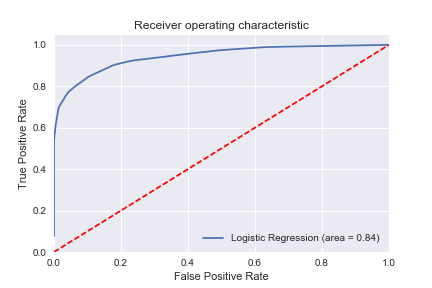 Receiver operating characteristic
1.0
0.8
0.6
0.4
0.2
0.0
True Positive Rate
Logistic Regression (area = 0.84)
0.0 0.2 0.4 0.6 0.8 1.0
False Positive Rate